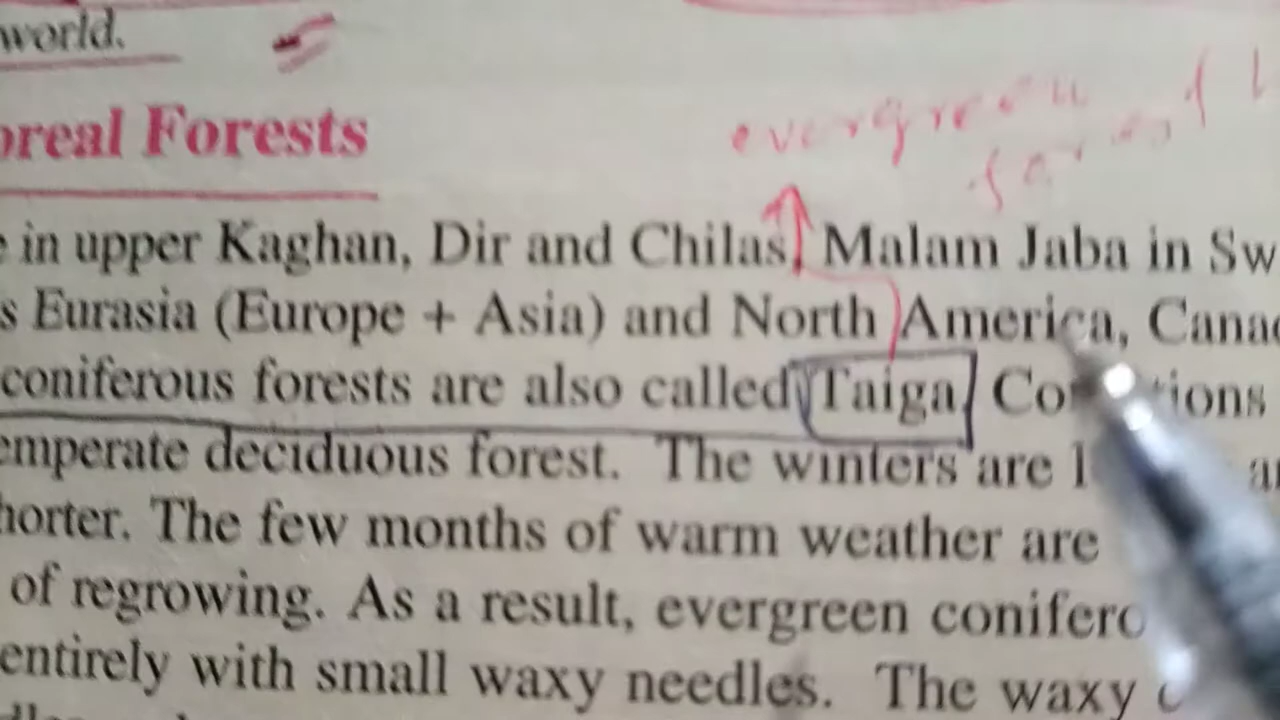 world.
evergreen
forest
oreal Forests
in upper Kaghan, Dir and Chilas, Malam Jaba in Sw
s Eurasia (Europe + Asia) and North America, Canad
coniferous forests are also called Taiga
emperate deciduous forest. The winters are
horter. The few months of warm weather are
of regrowing. As a result, evergreen conifero
entirely with small waxy needles. The waxy